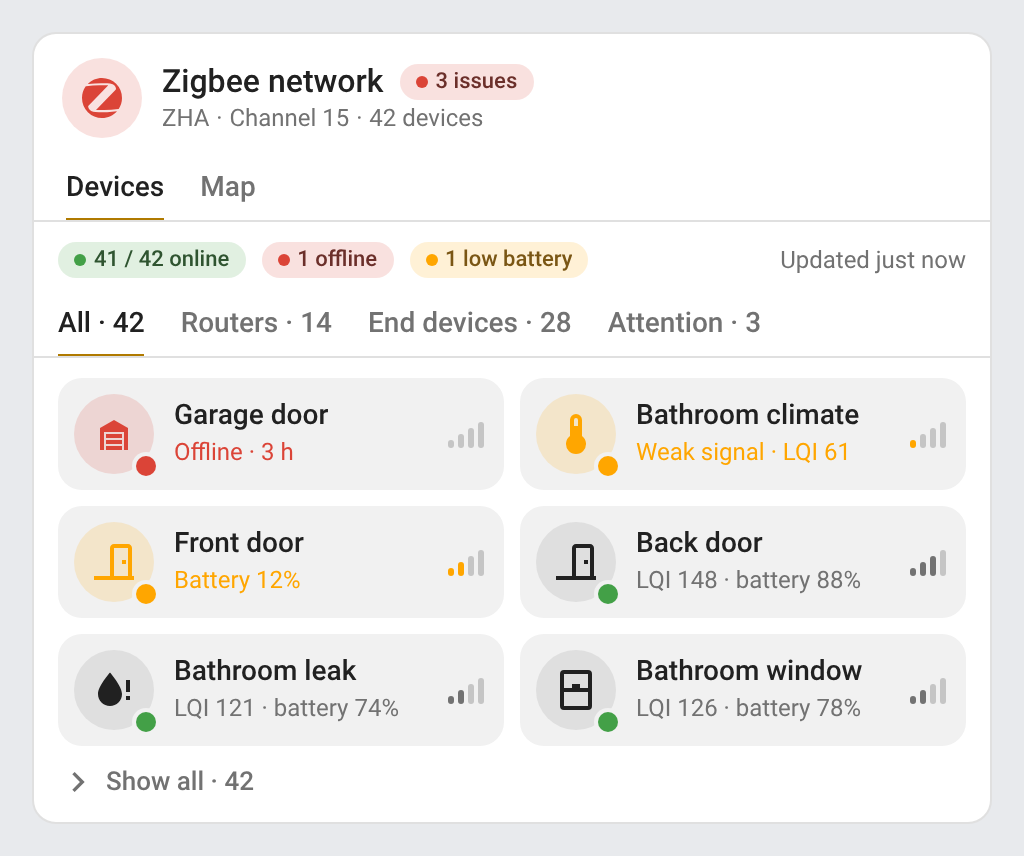 Zigbee network
3 issues
ZHA · Channel 15 · 42 devices
Devices
Map
41 / 42 online
1 offline
1 low battery
Updated just now
All · 42
Routers · 14
End devices · 28
Attention · 3
Garage door
Offline · 3 h
Bathroom climate
Weak signal · LQI 61
Front door
Battery 12%
Back door
LQI 148 · battery 88%
Bathroom leak
LQI 121 · battery 74%
Bathroom window
LQI 126 · battery 78%
Show all · 42